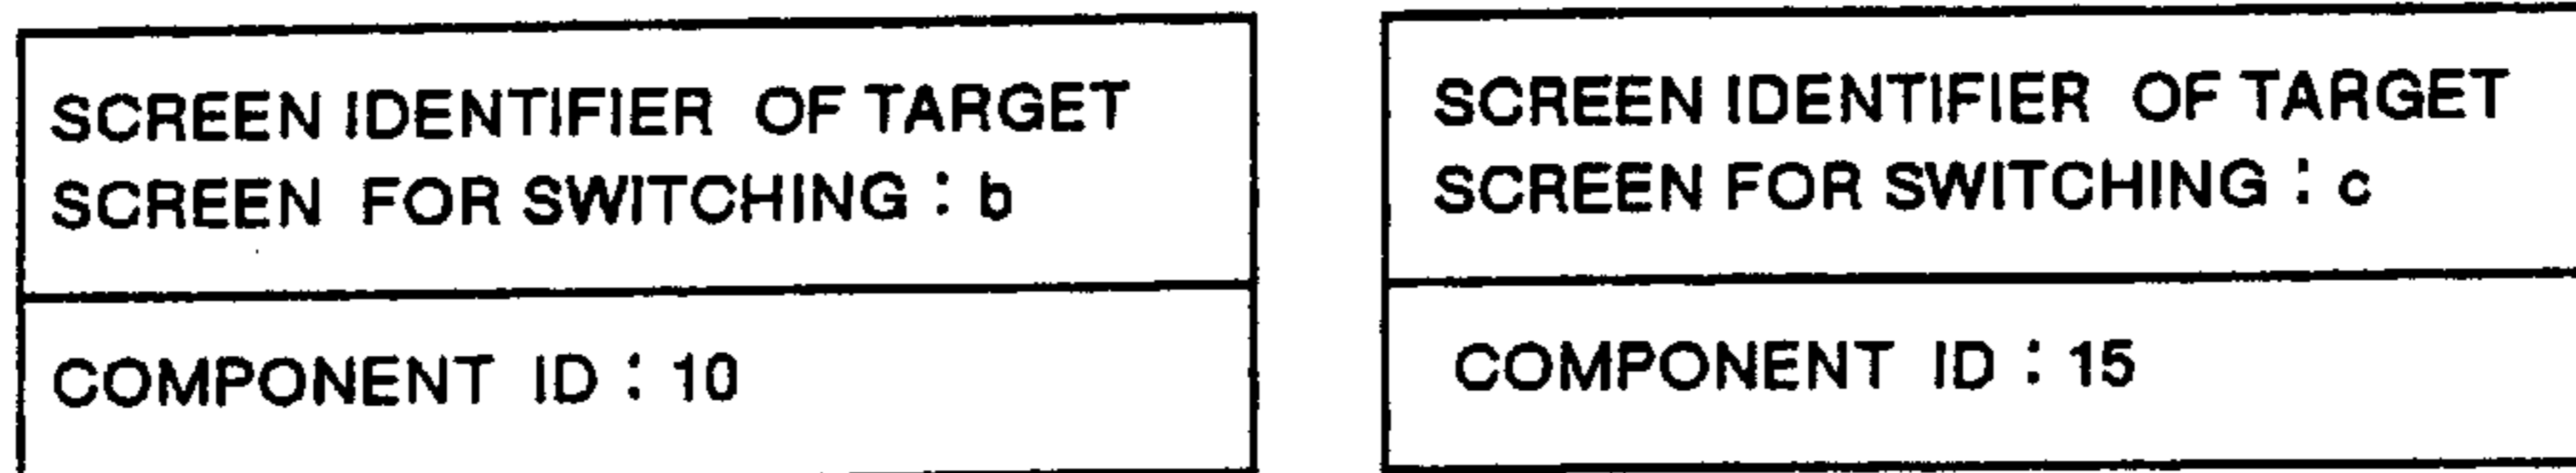 SCREEN IDENTIFIER OF TARGET
SCREEN FOR SWITCHING : b
COMPONENT ID : 10
SCREEN IDENTIFIER OF TARGET
SCREEN FOR SWITCHING : c
COMPONENT ID : 15